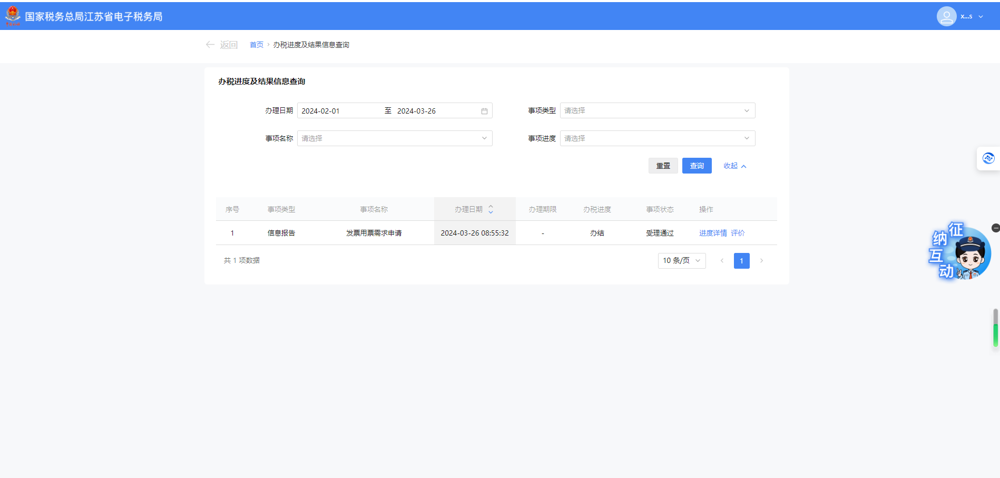 国家税务总局江苏省电子税务局
x...s
返回 首页 > 办税进度及结果信息查询
办税进度及结果信息查询
办理日期 2024-02-01 至 2024-03-26 事项类型 请选择
事项名称 请选择 事项进度 请选择
重置 查询 收起
序号 事项类型 事项名称 办理日期 办理期限 办税进度 事项状态 操作
1 信息报告 发票用票需求申请 2024-03-26 08:55:32 - 办结 受理通过 进度详情 评价
共 1 项数据 10 条/页 < 1 >
征纳互动